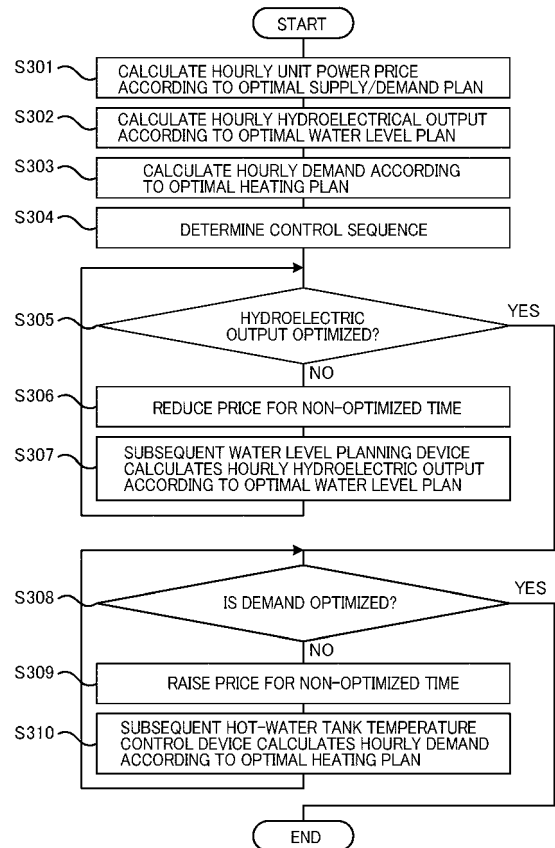 START
S301
CALCULATE HOURLY UNIT POWER PRICE
ACCORDING TO OPTIMAL SUPPLY/DEMAND PLAN
S302
CALCULATE HOURLY HYDROELECTRICAL OUTPUT
ACCORDING TO OPTIMAL WATER LEVEL PLAN
S303
CALCULATE HOURLY DEMAND ACCORDING
TO OPTIMAL HEATING PLAN
S304
DETERMINE CONTROL SEQUENCE
S305
HYDROELECTRIC
OUTPUT OPTIMIZED?
YES
NO
S306
REDUCE PRICE FOR NON-OPTIMIZED TIME
S307
SUBSEQUENT WATER LEVEL PLANNING DEVICE
CALCULATES HOURLY HYDROELECTRIC OUTPUT
ACCORDING TO OPTIMAL WATER LEVEL PLAN
S308
IS DEMAND OPTIMIZED?
YES
NO
S309
RAISE PRICE FOR NON-OPTIMIZED TIME
S310
SUBSEQUENT HOT-WATER TANK TEMPERATURE
CONTROL DEVICE CALCULATES HOURLY DEMAND
ACCORDING TO OPTIMAL HEATING PLAN
END